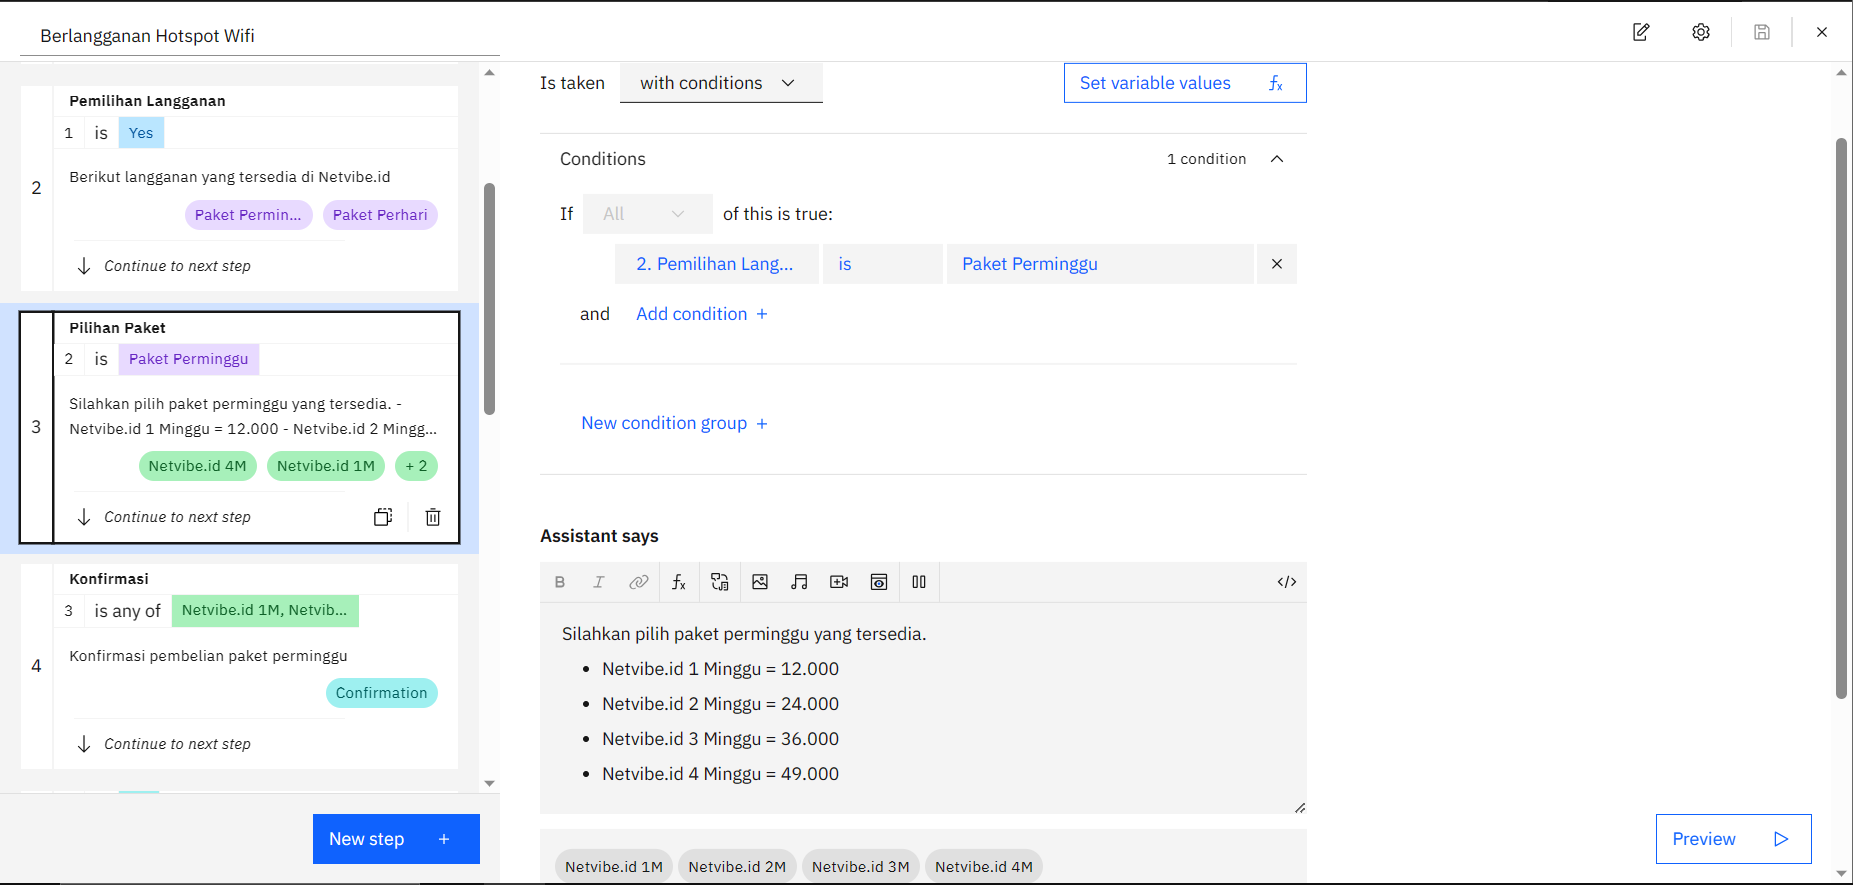 Berlangganan Hotspot Wifi
Pemilihan Langganan
1 is Yes
2
Berikut langganan yang tersedia di Netvibe.id
Paket Permin... Paket Perhari
Continue to next step
Pilihan Paket
2 is Paket Perminggu
3
Silahkan pilih paket perminggu yang tersedia. -
Netvibe.id 1 Minggu = 12.000 - Netvibe.id 2 Mingg...
Netvibe.id 4M Netvibe.id 1M + 2
Continue to next step
Konfirmasi
3 is any of Netvibe.id 1M, Netvib...
4
Konfirmasi pembelian paket perminggu
Confirmation
Continue to next step
New step +
Is taken with conditions Set variable values fx
Conditions 1 condition
If All of this is true:
2. Pemilihan Lang... is Paket Perminggu
and Add condition +
New condition group +
Assistant says
B I fx </>
Silahkan pilih paket perminggu yang tersedia.
• Netvibe.id 1 Minggu = 12.000
• Netvibe.id 2 Minggu = 24.000
• Netvibe.id 3 Minggu = 36.000
• Netvibe.id 4 Minggu = 49.000
Netvibe.id 1M Netvibe.id 2M Netvibe.id 3M Netvibe.id 4M
Preview